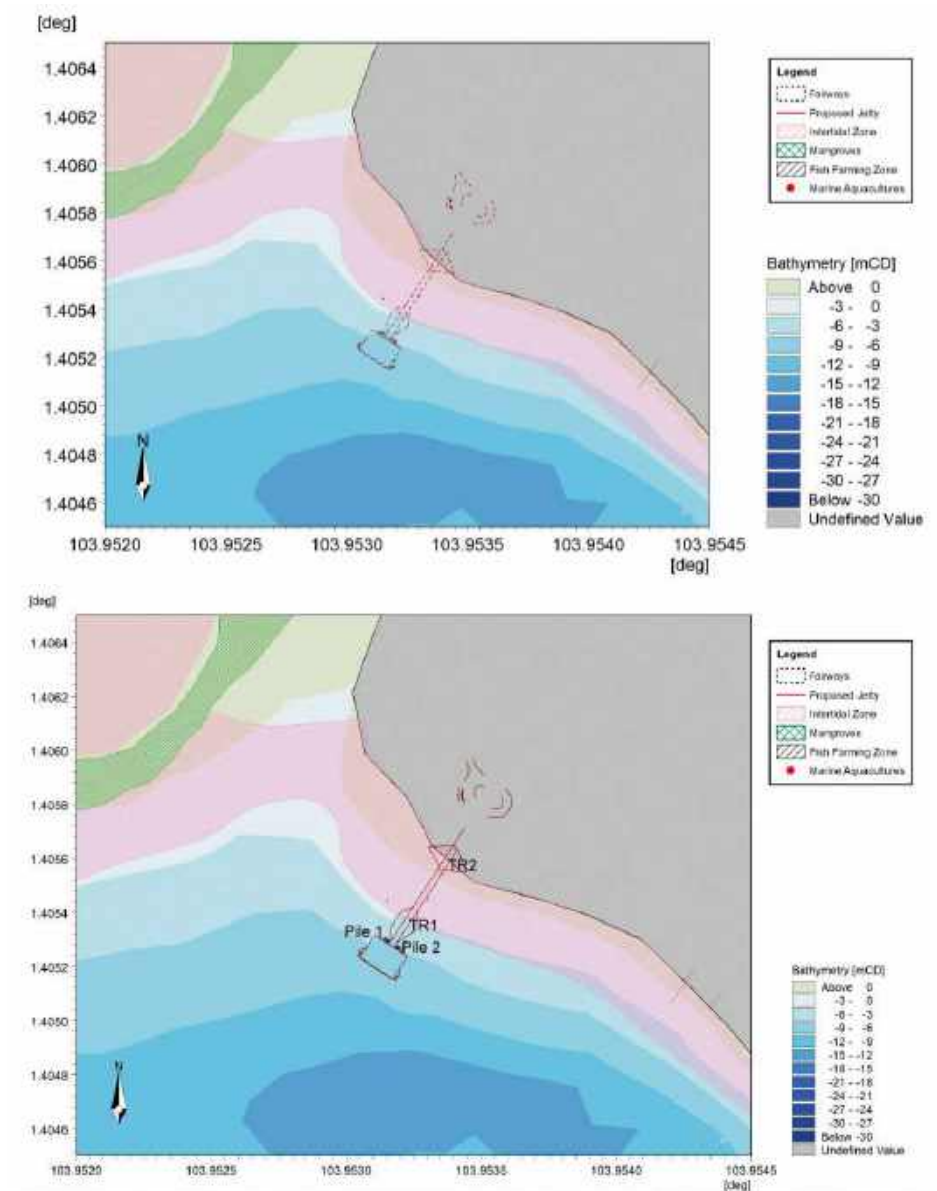 [deg]
1.4064
1.4062
1.4060
1.4058
1.4056
1.4054
1.4052
1.4050
1.4048
1.4046
N
103.9520 103.9525 103.9530 103.9535 103.9540 103.9545
[deg]
Legend
Fairways
Proposed Jetty
Intertidal Zone
Mangroves
Fish Farming Zone
Marine Aquacultures
Bathymetry [mCD]
Above 0
-3 - 0
-6 - -3
-9 - -6
-12 - -9
-15 - -12
-18 - -15
-21 - -18
-24 - -21
-27 - -24
-30 - -27
Below -30
Undefined Value
[deg]
1.4064
1.4062
1.4060
1.4058
1.4056
1.4054
1.4052
1.4050
1.4048
1.4046
TR2
TR1
Pile 1
Pile 2
N
103.9520 103.9525 103.9530 103.9535 103.9540 103.9545
[deg]
Legend
Fairways
Proposed Jetty
Intertidal Zone
Mangroves
Fish Farming Zone
Marine Aquacultures
Bathymetry [mCD]
Above 0
-3 - 0
-6 - -3
-9 - -6
-12 - -9
-15 - -12
-18 - -15
-21 - -18
-24 - -21
-27 - -24
-30 - -27
Below -30
Undefined Value